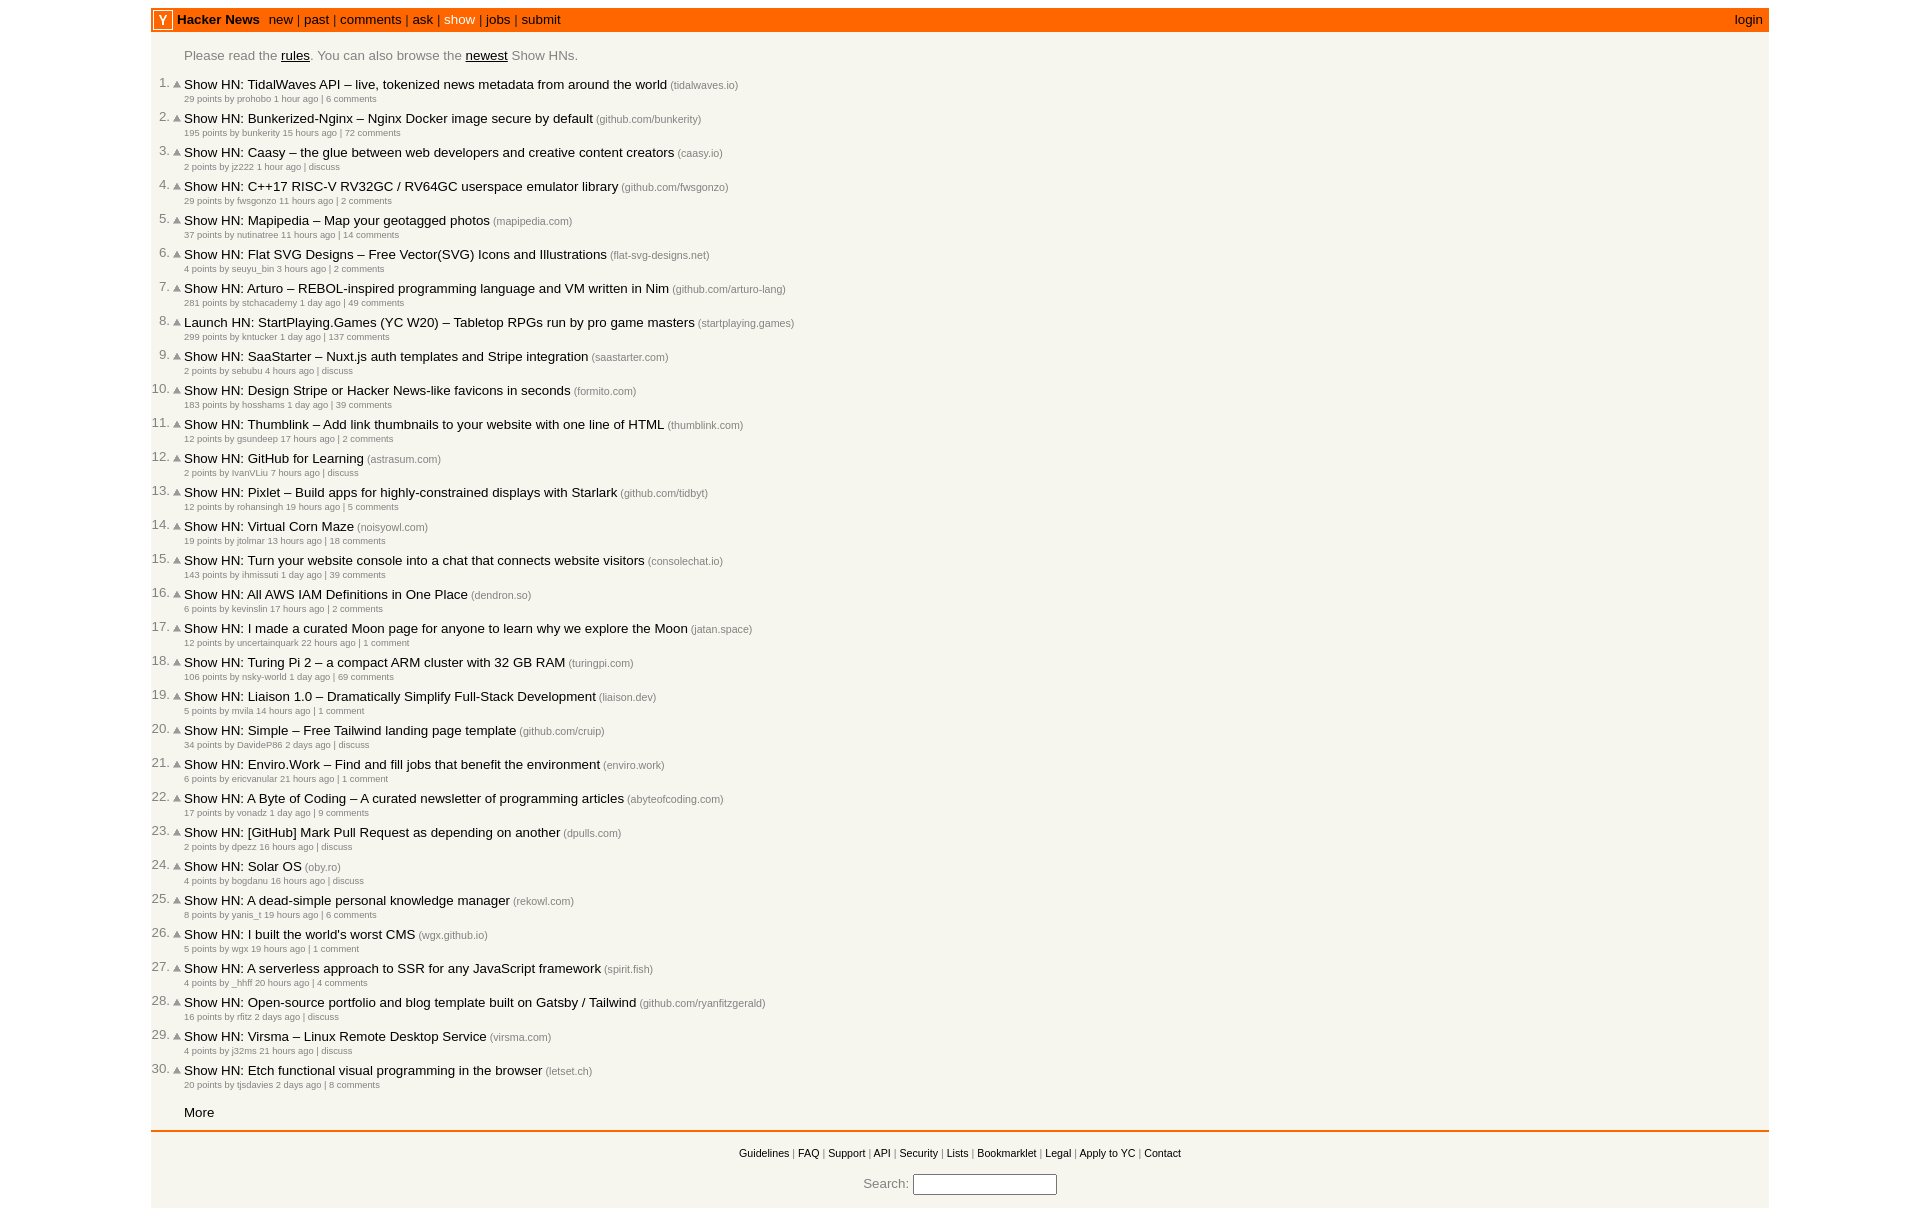 Y Hacker News new | past | comments | ask | show | jobs | submit login
Please read the rules. You can also browse the newest Show HNs.
1. Show HN: TidalWaves API – live, tokenized news metadata from around the world (tidalwaves.io)
29 points by prohobo 1 hour ago | 6 comments
2. Show HN: Bunkerized-Nginx – Nginx Docker image secure by default (github.com/bunkerity)
195 points by bunkerity 15 hours ago | 72 comments
3. Show HN: Caasy – the glue between web developers and creative content creators (caasy.io)
2 points by jz222 1 hour ago | discuss
4. Show HN: C++17 RISC-V RV32GC / RV64GC userspace emulator library (github.com/fwsgonzo)
29 points by fwsgonzo 11 hours ago | 2 comments
5. Show HN: Mapipedia – Map your geotagged photos (mapipedia.com)
37 points by nutinatree 11 hours ago | 14 comments
6. Show HN: Flat SVG Designs – Free Vector(SVG) Icons and Illustrations (flat-svg-designs.net)
4 points by seuyu_bin 3 hours ago | 2 comments
7. Show HN: Arturo – REBOL-inspired programming language and VM written in Nim (github.com/arturo-lang)
281 points by stchacademy 1 day ago | 49 comments
8. Launch HN: StartPlaying.Games (YC W20) – Tabletop RPGs run by pro game masters (startplaying.games)
299 points by kntucker 1 day ago | 137 comments
9. Show HN: SaaStarter – Nuxt.js auth templates and Stripe integration (saastarter.com)
2 points by sebubu 4 hours ago | discuss
10. Show HN: Design Stripe or Hacker News-like favicons in seconds (formito.com)
183 points by hosshams 1 day ago | 39 comments
11. Show HN: Thumblink – Add link thumbnails to your website with one line of HTML (thumblink.com)
12 points by gsundeep 17 hours ago | 2 comments
12. Show HN: GitHub for Learning (astrasum.com)
2 points by IvanVLiu 7 hours ago | discuss
13. Show HN: Pixlet – Build apps for highly-constrained displays with Starlark (github.com/tidbyt)
12 points by rohansingh 19 hours ago | 5 comments
14. Show HN: Virtual Corn Maze (noisyowl.com)
19 points by jtolmar 13 hours ago | 18 comments
15. Show HN: Turn your website console into a chat that connects website visitors (consolechat.io)
143 points by ihmissuti 1 day ago | 39 comments
16. Show HN: All AWS IAM Definitions in One Place (dendron.so)
6 points by kevinslin 17 hours ago | 2 comments
17. Show HN: I made a curated Moon page for anyone to learn why we explore the Moon (jatan.space)
12 points by uncertainquark 22 hours ago | 1 comment
18. Show HN: Turing Pi 2 – a compact ARM cluster with 32 GB RAM (turingpi.com)
106 points by nsky-world 1 day ago | 69 comments
19. Show HN: Liaison 1.0 – Dramatically Simplify Full-Stack Development (liaison.dev)
5 points by mvila 14 hours ago | 1 comment
20. Show HN: Simple – Free Tailwind landing page template (github.com/cruip)
34 points by DavideP86 2 days ago | discuss
21. Show HN: Enviro.Work – Find and fill jobs that benefit the environment (enviro.work)
6 points by ericvanular 21 hours ago | 1 comment
22. Show HN: A Byte of Coding – A curated newsletter of programming articles (abyteofcoding.com)
17 points by vonadz 1 day ago | 9 comments
23. Show HN: [GitHub] Mark Pull Request as depending on another (dpulls.com)
2 points by dpezz 16 hours ago | discuss
24. Show HN: Solar OS (oby.ro)
4 points by bogdanu 16 hours ago | discuss
25. Show HN: A dead-simple personal knowledge manager (rekowl.com)
8 points by yanis_t 19 hours ago | 6 comments
26. Show HN: I built the world's worst CMS (wgx.github.io)
5 points by wgx 19 hours ago | 1 comment
27. Show HN: A serverless approach to SSR for any JavaScript framework (spirit.fish)
4 points by _hhff 20 hours ago | 4 comments
28. Show HN: Open-source portfolio and blog template built on Gatsby / Tailwind (github.com/ryanfitzgerald)
16 points by rfitz 2 days ago | discuss
29. Show HN: Virsma – Linux Remote Desktop Service (virsma.com)
4 points by j32ms 21 hours ago | discuss
30. Show HN: Etch functional visual programming in the browser (letset.ch)
20 points by tjsdavies 2 days ago | 8 comments
More
Guidelines | FAQ | Support | API | Security | Lists | Bookmarklet | Legal | Apply to YC | Contact
Search: